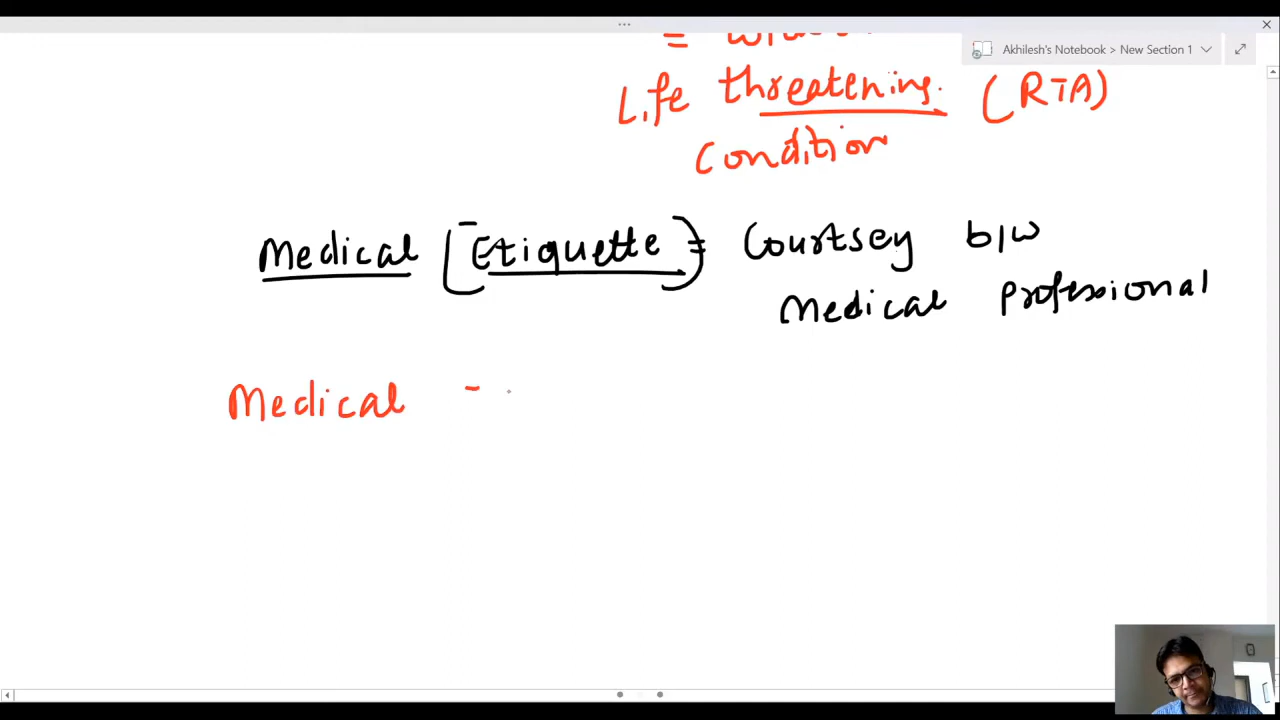 Akhilesh's Notebook > New Section 1
Life threatening. (RTA)
condition
Medical (Etiquette) = Courtsey b/w
Medical Professional
Medical -